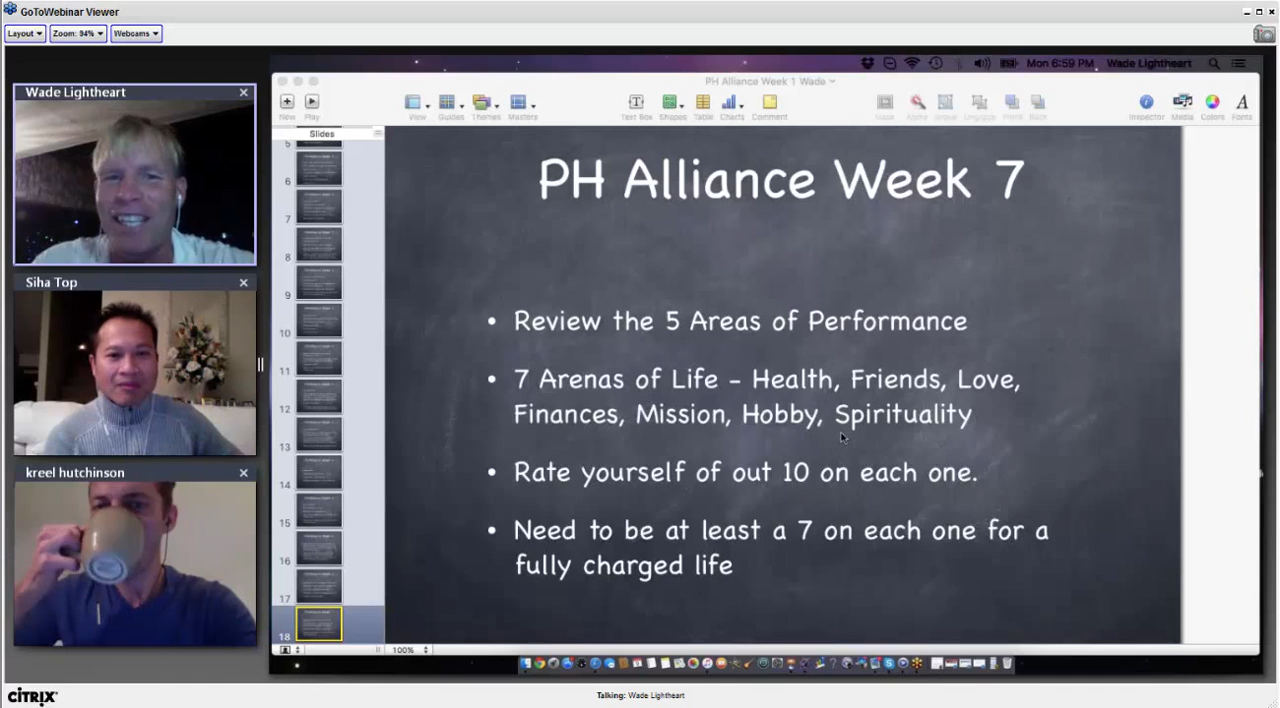 GoToWebinar Viewer
Layout
Zoom: 94%
Webcams
Wade Lightheart
Siha Top
kreel hutchinson
Mon 6:59 PM Wade Lightheart
PH Alliance Week 1 Wade
New Play
View Guides Themes Masters
Text Box Shapes Table Charts Comment
Inspector Media Colors Fonts
Slides
5
6
7
8
9
10
11
12
13
14
15
16
17
18
PH Alliance Week 7
• Review the 5 Areas of Performance
• 7 Arenas of Life - Health, Friends, Love,
Finances, Mission, Hobby, Spirituality
• Rate yourself of out 10 on each one.
• Need to be at least a 7 on each one for a
fully charged life
100%
CİTRIX
Talking: Wade Lightheart